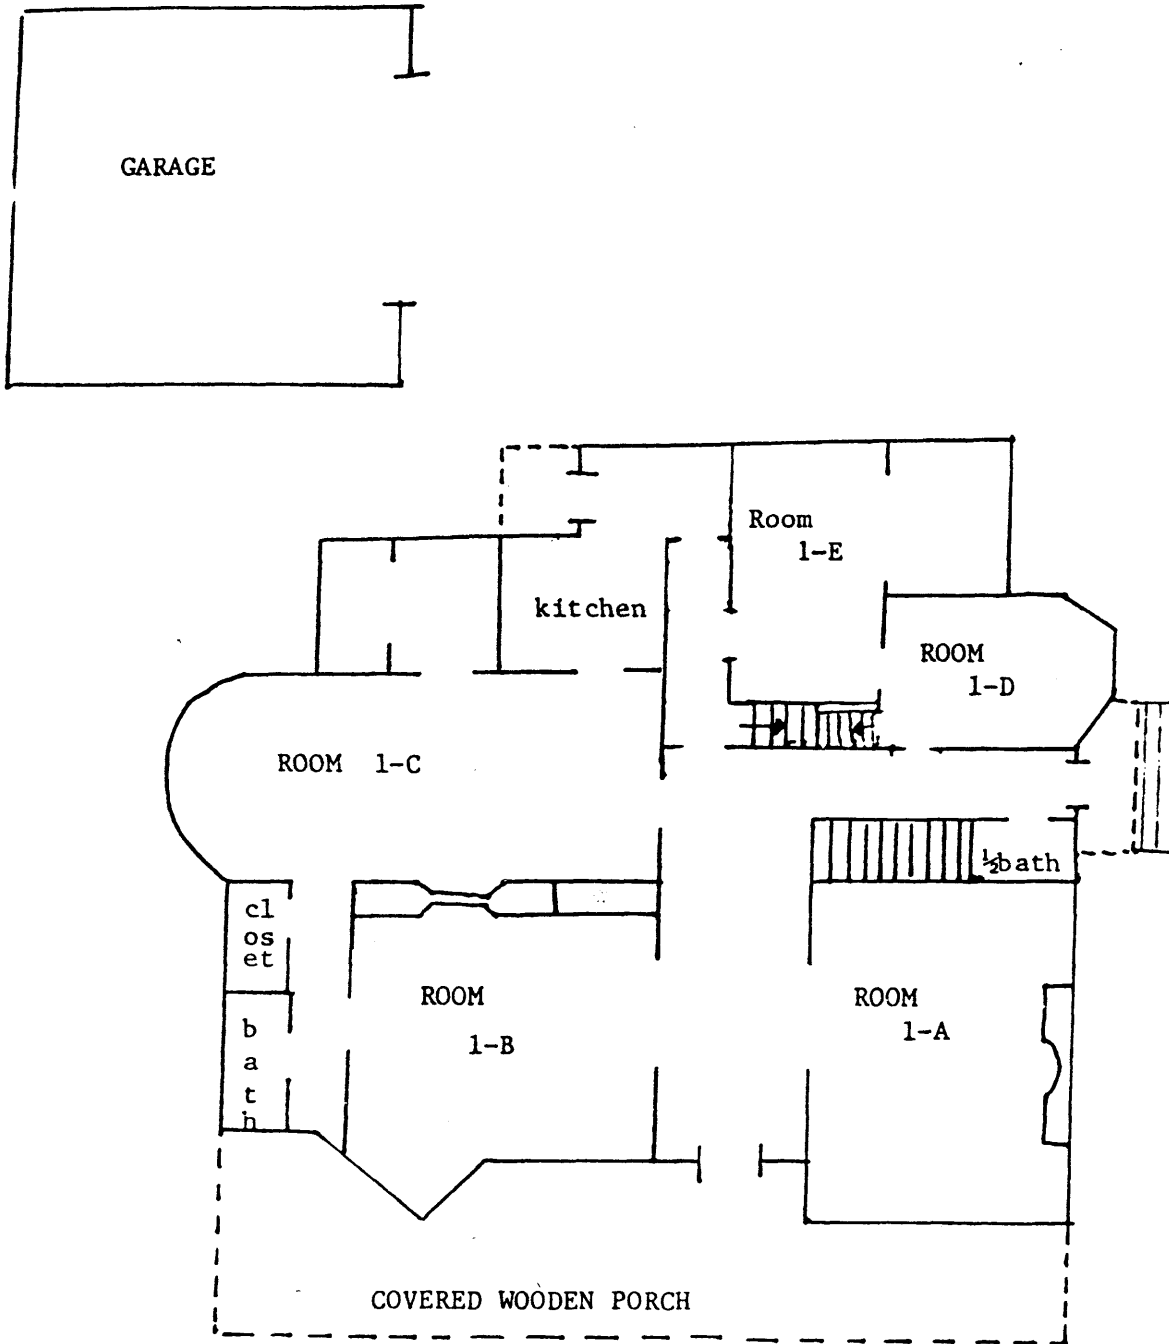 GARAGE
Room
1-E
kitchen
ROOM
1-D
ROOM 1-C
½bath
cl
os
et
ROOM
1-B
ROOM
1-A
b
a
t
h
COVERED WOODEN PORCH